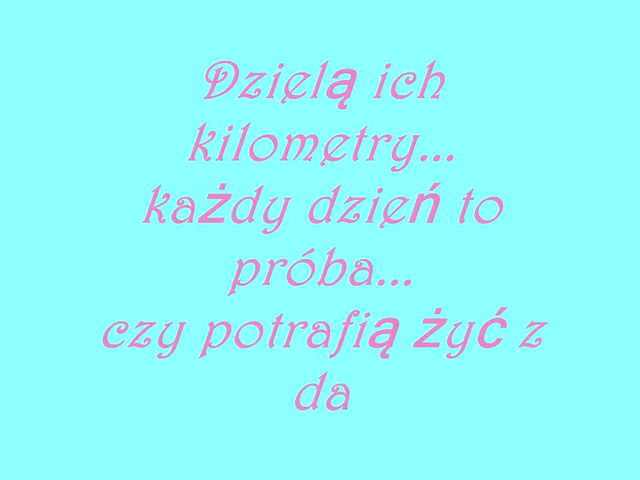 Dzielą ich
kilometry...
każdy dzień to
próba...
czy potrafią żyć z
da